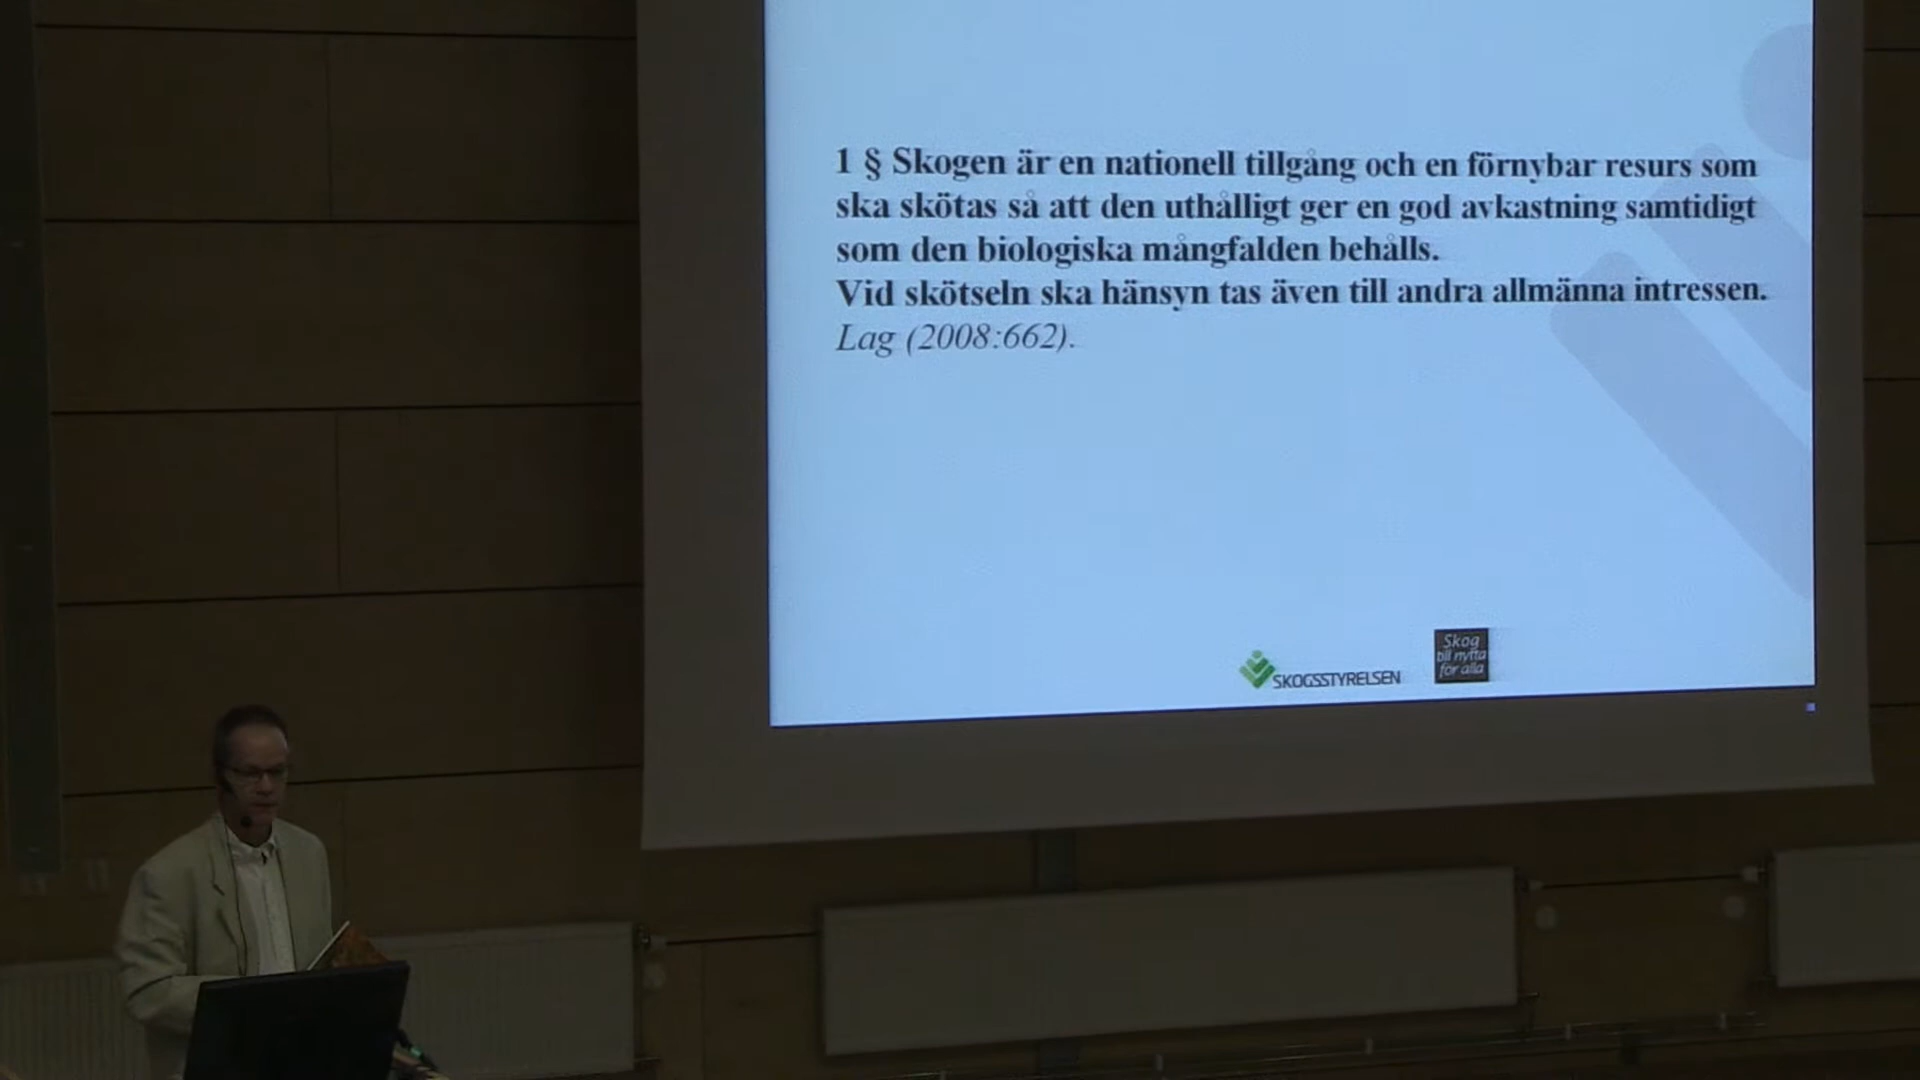 1 § Skogen är en nationell tillgång och en förnybar resurs som
ska skötas så att den uthålligt ger en god avkastning samtidigt
som den biologiska mångfalden behålls.
Vid skötseln ska hänsyn tas även till andra allmänna intressen.
Lag (2008:662).
SKOGSSTYRELSEN
Skog
till nytta
för alla